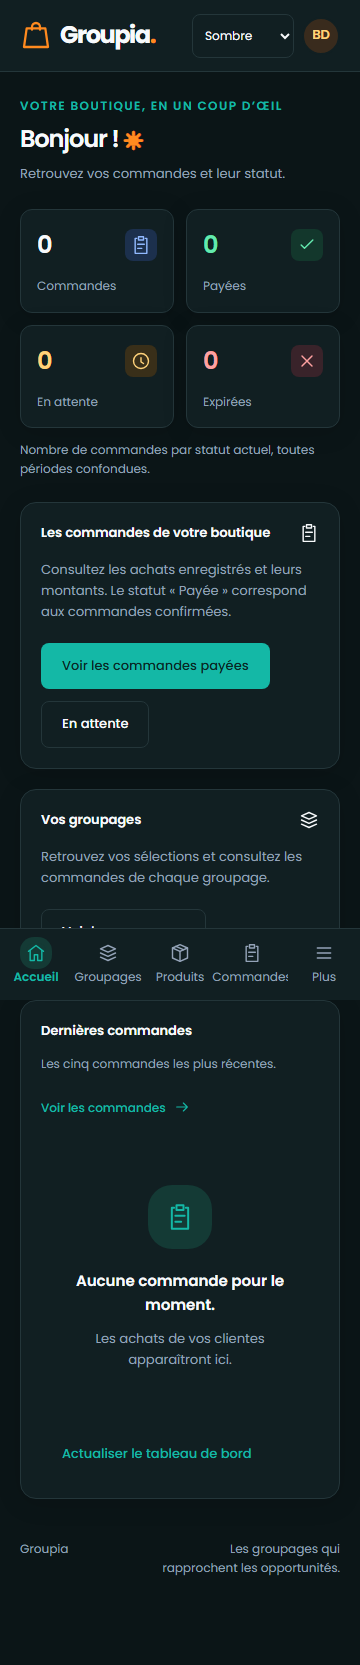 Groupia.
Sombre
BD
VOTRE BOUTIQUE, EN UN COUP D’ŒIL
Bonjour !
Retrouvez vos commandes et leur statut.
0
Commandes
0
Payées
0
En attente
0
Expirées
Nombre de commandes par statut actuel, toutes
périodes confondues.
Les commandes de votre boutique
Consultez les achats enregistrés et leurs
montants. Le statut « Payée » correspond
aux commandes confirmées.
Voir les commandes payées
En attente
Vos groupages
Retrouvez vos sélections et consultez les
commandes de chaque groupage.
Accueil
Groupages
Produits
Commandes
Plus
Dernières commandes
Les cinq commandes les plus récentes.
Voir les commandes
Aucune commande pour le
moment.
Les achats de vos clients
apparaîtront ici.
Actualiser le tableau de bord
Groupia
Les groupages qui
rapprochent les opportunités.